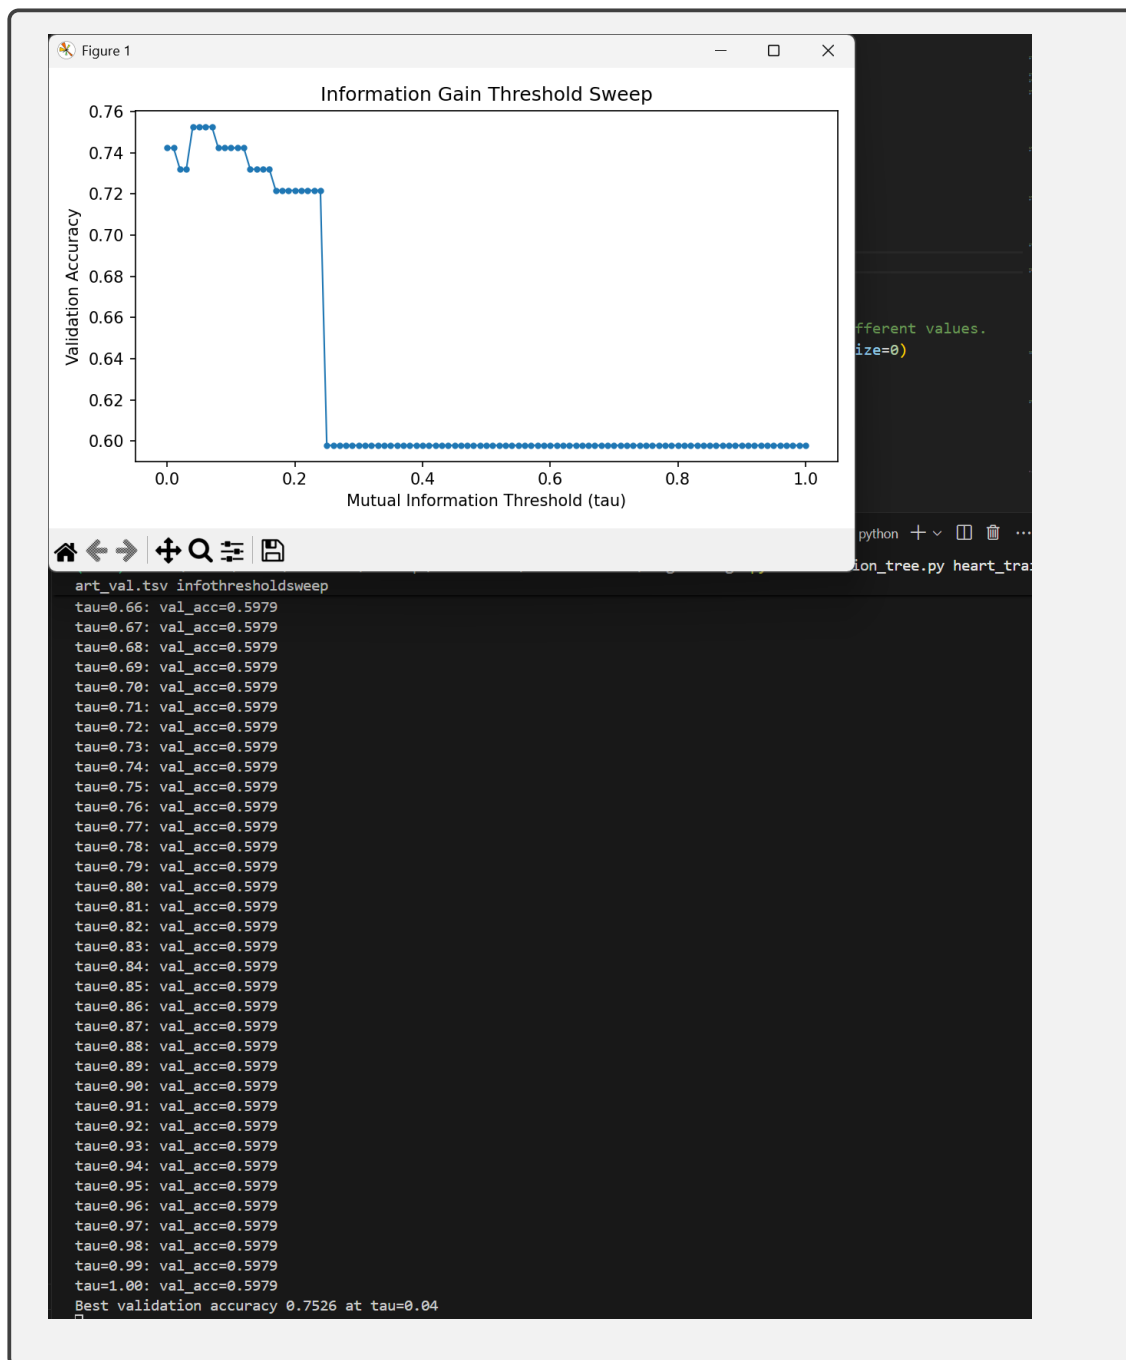 Figure 1
Information Gain Threshold Sweep
0.76
0.74
0.72
0.70
0.68
0.66
0.64
0.62
0.60
Validation Accuracy
0.0 0.2 0.4 0.6 0.8 1.0
Mutual Information Threshold (tau)
fferent values.
ize=0)
python
ion_tree.py heart_trai
art_val.tsv infothresholdsweep
tau=0.66: val_acc=0.5979
tau=0.67: val_acc=0.5979
tau=0.68: val_acc=0.5979
tau=0.69: val_acc=0.5979
tau=0.70: val_acc=0.5979
tau=0.71: val_acc=0.5979
tau=0.72: val_acc=0.5979
tau=0.73: val_acc=0.5979
tau=0.74: val_acc=0.5979
tau=0.75: val_acc=0.5979
tau=0.76: val_acc=0.5979
tau=0.77: val_acc=0.5979
tau=0.78: val_acc=0.5979
tau=0.79: val_acc=0.5979
tau=0.80: val_acc=0.5979
tau=0.81: val_acc=0.5979
tau=0.82: val_acc=0.5979
tau=0.83: val_acc=0.5979
tau=0.84: val_acc=0.5979
tau=0.85: val_acc=0.5979
tau=0.86: val_acc=0.5979
tau=0.87: val_acc=0.5979
tau=0.88: val_acc=0.5979
tau=0.89: val_acc=0.5979
tau=0.90: val_acc=0.5979
tau=0.91: val_acc=0.5979
tau=0.92: val_acc=0.5979
tau=0.93: val_acc=0.5979
tau=0.94: val_acc=0.5979
tau=0.95: val_acc=0.5979
tau=0.96: val_acc=0.5979
tau=0.97: val_acc=0.5979
tau=0.98: val_acc=0.5979
tau=0.99: val_acc=0.5979
tau=1.00: val_acc=0.5979
Best validation accuracy 0.7526 at tau=0.04